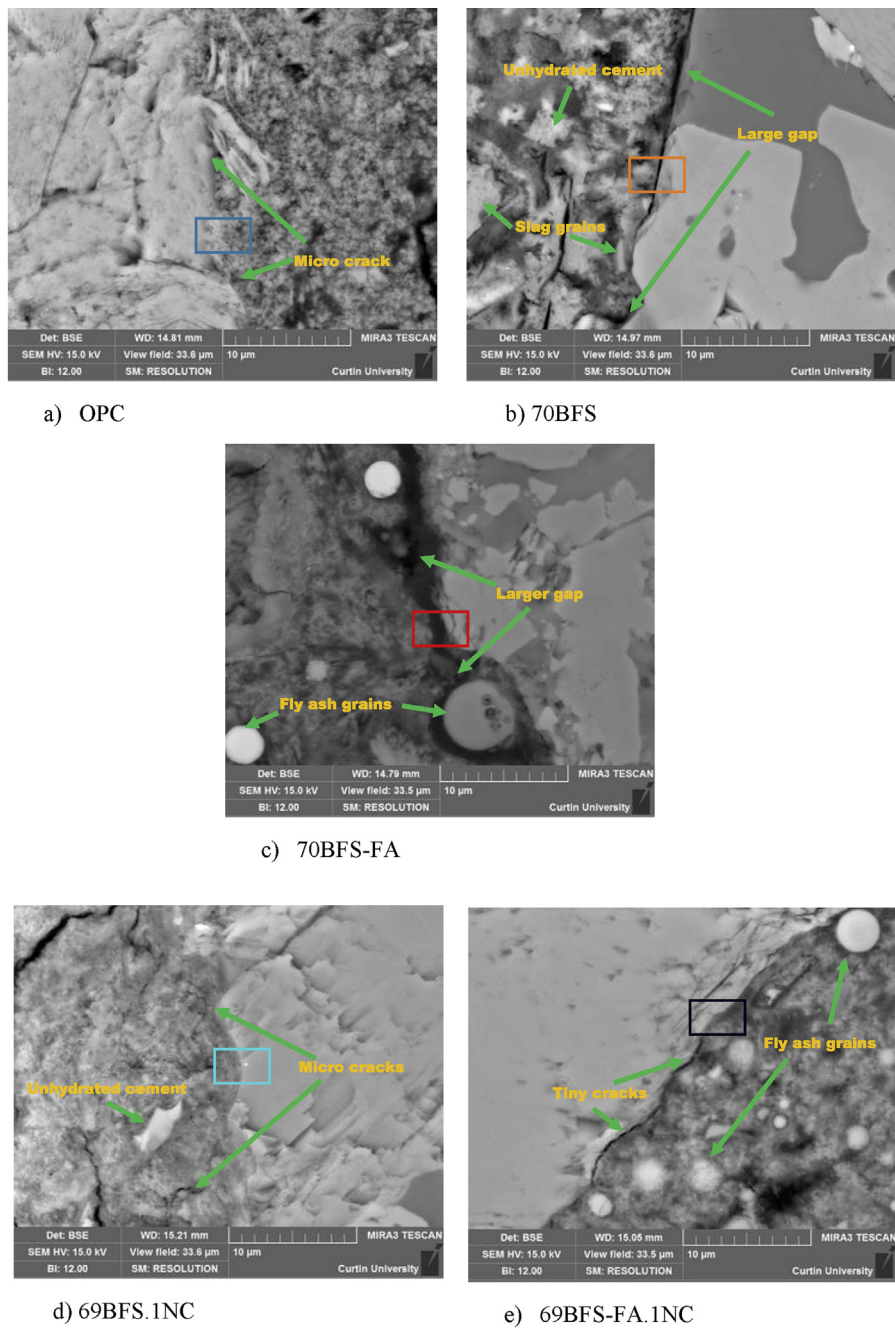 Micro crack
Det: BSE WD: 14.81 mm MIRA3 TESCAN
SEM HV: 15.0 kV View field: 33.6 µm 10 µm
BI: 12.00 SM: RESOLUTION Curtin University
a) OPC
Unhydrated cement
Large gap
Slag grains
Det: BSE WD: 14.97 mm MIRA3 TESCAN
SEM HV: 15.0 kV View field: 33.6 µm 10 µm
BI: 12.00 SM: RESOLUTION Curtin University
b) 70BFS
Larger gap
Fly ash grains
Det: BSE WD: 14.79 mm MIRA3 TESCAN
SEM HV: 15.0 kV View field: 33.5 µm 10 µm
BI: 12.00 SM: RESOLUTION Curtin University
c) 70BFS-FA
Micro cracks
Unhydrated cement
Det: BSE WD: 15.21 mm MIRA3 TESCAN
SEM HV: 15.0 kV View field: 33.6 µm 10 µm
BI: 12.00 SM: RESOLUTION Curtin University
d) 69BFS.1NC
Fly ash grains
Tiny cracks
Det: BSE WD: 15.05 mm MIRA3 TESCAN
SEM HV: 15.0 kV View field: 33.5 µm 10 µm
BI: 12.00 SM: RESOLUTION Curtin University
e) 69BFS-FA.1NC